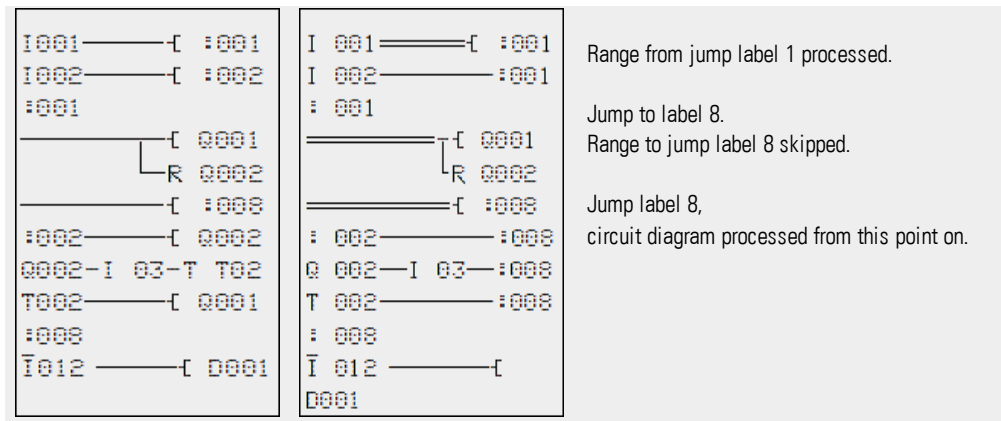 I001 [ :001
I002 [ :002
:001
[ Q001
R Q002
[ :008
:002 [ Q002
Q002-I 03-T T02
T002 [ Q001
:008
I̅012 [ D001
I 001 [ :001
I 002 :001
: 001
[ Q001
R Q002
[ :008
: 002 :008
Q 002-I 03-:008
T 002 :008
: 008
I̅ 012 [
D001
Range from jump label 1 processed.
Jump to label 8.
Range to jump label 8 skipped.
Jump label 8,
circuit diagram processed from this point on.